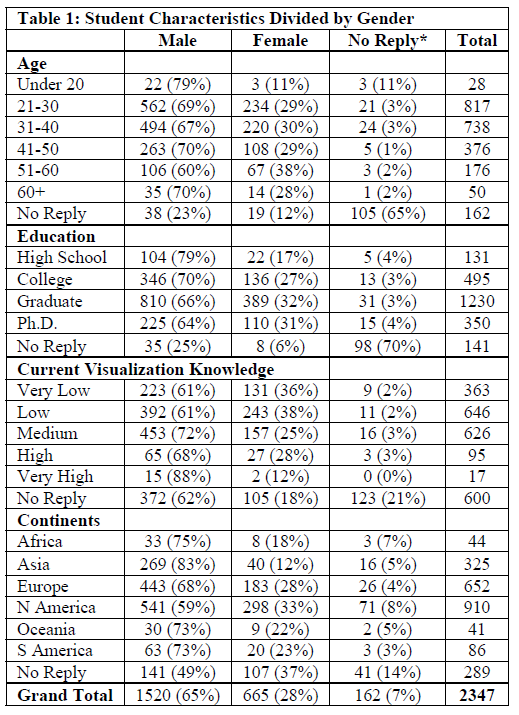 Table 1: Student Characteristics Divided by Gender
Male Female No Reply* Total
Age
Under 20 22 (79%) 3 (11%) 3 (11%) 28
21-30 562 (69%) 234 (29%) 21 (3%) 817
31-40 494 (67%) 220 (30%) 24 (3%) 738
41-50 263 (70%) 108 (29%) 5 (1%) 376
51-60 106 (60%) 67 (38%) 3 (2%) 176
60+ 35 (70%) 14 (28%) 1 (2%) 50
No Reply 38 (23%) 19 (12%) 105 (65%) 162
Education
High School 104 (79%) 22 (17%) 5 (4%) 131
College 346 (70%) 136 (27%) 13 (3%) 495
Graduate 810 (66%) 389 (32%) 31 (3%) 1230
Ph.D. 225 (64%) 110 (31%) 15 (4%) 350
No Reply 35 (25%) 8 (6%) 98 (70%) 141
Current Visualization Knowledge
Very Low 223 (61%) 131 (36%) 9 (2%) 363
Low 392 (61%) 243 (38%) 11 (2%) 646
Medium 453 (72%) 157 (25%) 16 (3%) 626
High 65 (68%) 27 (28%) 3 (3%) 95
Very High 15 (88%) 2 (12%) 0 (0%) 17
No Reply 372 (62%) 105 (18%) 123 (21%) 600
Continents
Africa 33 (75%) 8 (18%) 3 (7%) 44
Asia 269 (83%) 40 (12%) 16 (5%) 325
Europe 443 (68%) 183 (28%) 26 (4%) 652
N America 541 (59%) 298 (33%) 71 (8%) 910
Oceania 30 (73%) 9 (22%) 2 (5%) 41
S America 63 (73%) 20 (23%) 3 (3%) 86
No Reply 141 (49%) 107 (37%) 41 (14%) 289
Grand Total 1520 (65%) 665 (28%) 162 (7%) 2347